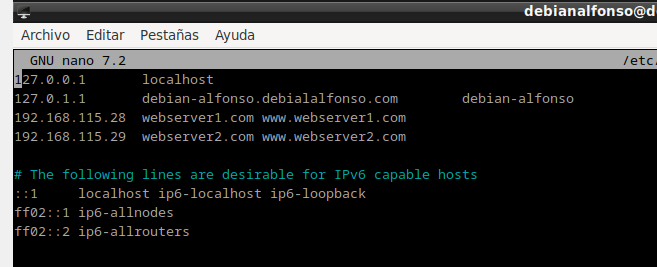 debianalfonso@d
Archivo Editar Pestañas Ayuda
GNU nano 7.2 /etc/
127.0.0.1 localhost
127.0.1.1 debian-alfonso.debialalfonso.com debian-alfonso
192.168.115.28 webserver1.com www.webserver1.com
192.168.115.29 webserver2.com www.webserver2.com
# The following lines are desirable for IPv6 capable hosts
::1 localhost ip6-localhost ip6-loopback
ff02::1 ip6-allnodes
ff02::2 ip6-allrouters